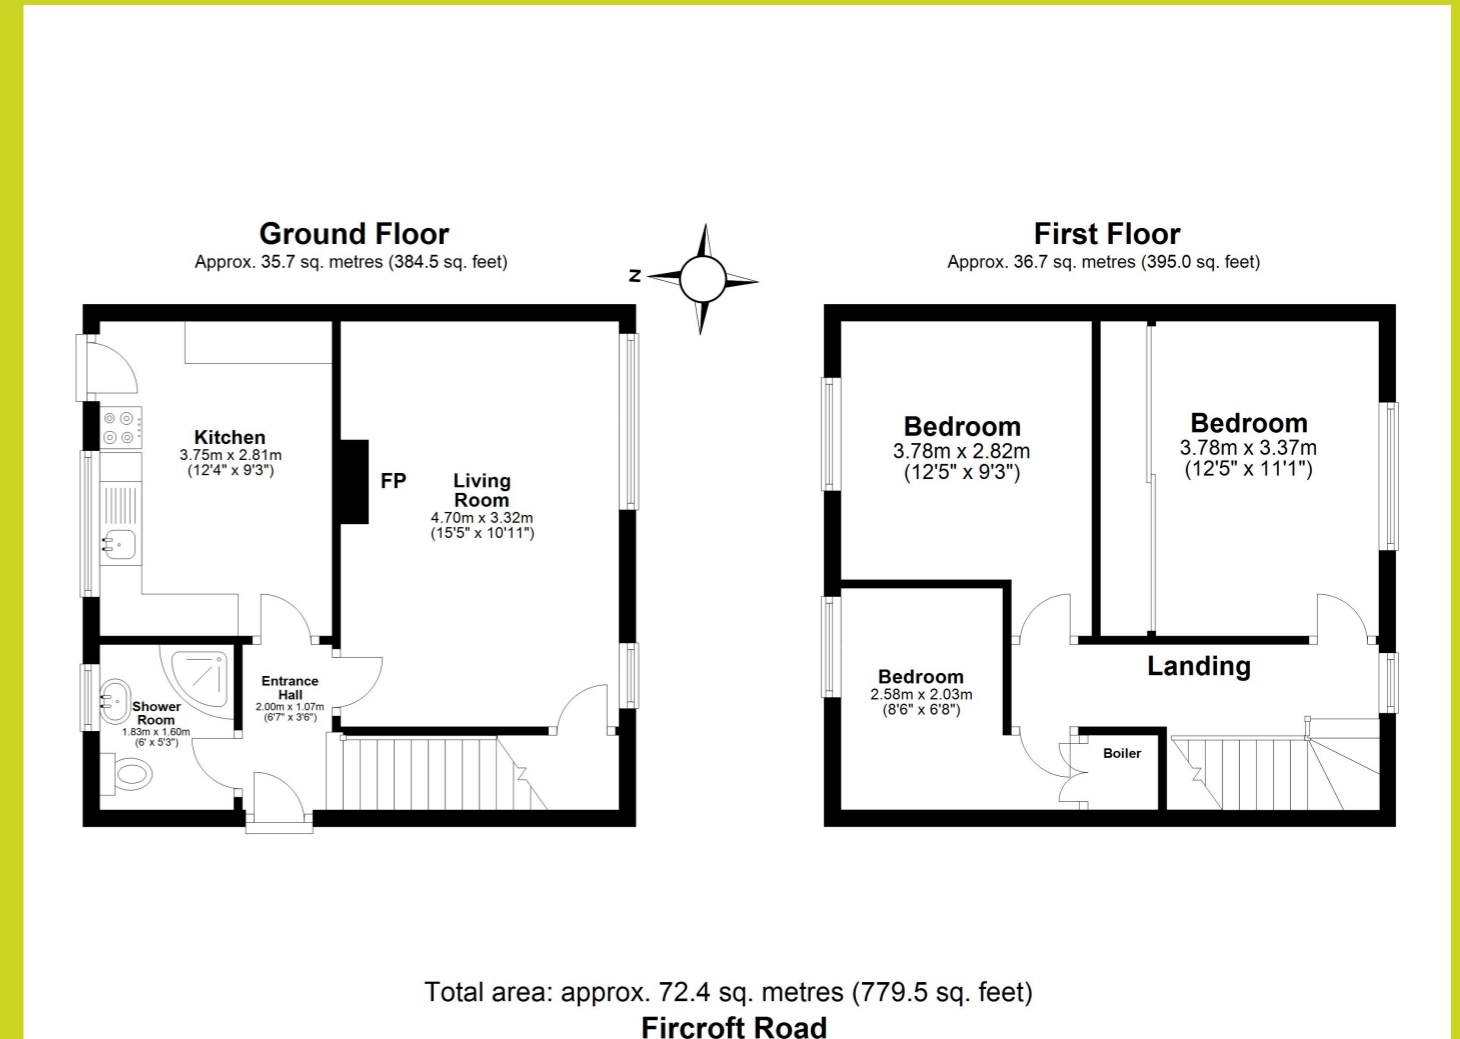 Ground Floor
Approx. 35.7 sq. metres (384.5 sq. feet)
Kitchen
3.75m x 2.81m
(12'4" x 9'3")
FP
Living
Room
4.70m x 3.32m
(15'5" x 10'11")
Entrance
Hall
2.00m x 1.07m
(6'7" x 3'6")
Shower
Room
1.83m x 1.60m
(6' x 5'3")
N
First Floor
Approx. 36.7 sq. metres (395.0 sq. feet)
Bedroom
3.78m x 2.82m
(12'5" x 9'3")
Bedroom
3.78m x 3.37m
(12'5" x 11'1")
Bedroom
2.58m x 2.03m
(8'6" x 6'8")
Landing
Boiler
Total area: approx. 72.4 sq. metres (779.5 sq. feet)
Fircroft Road